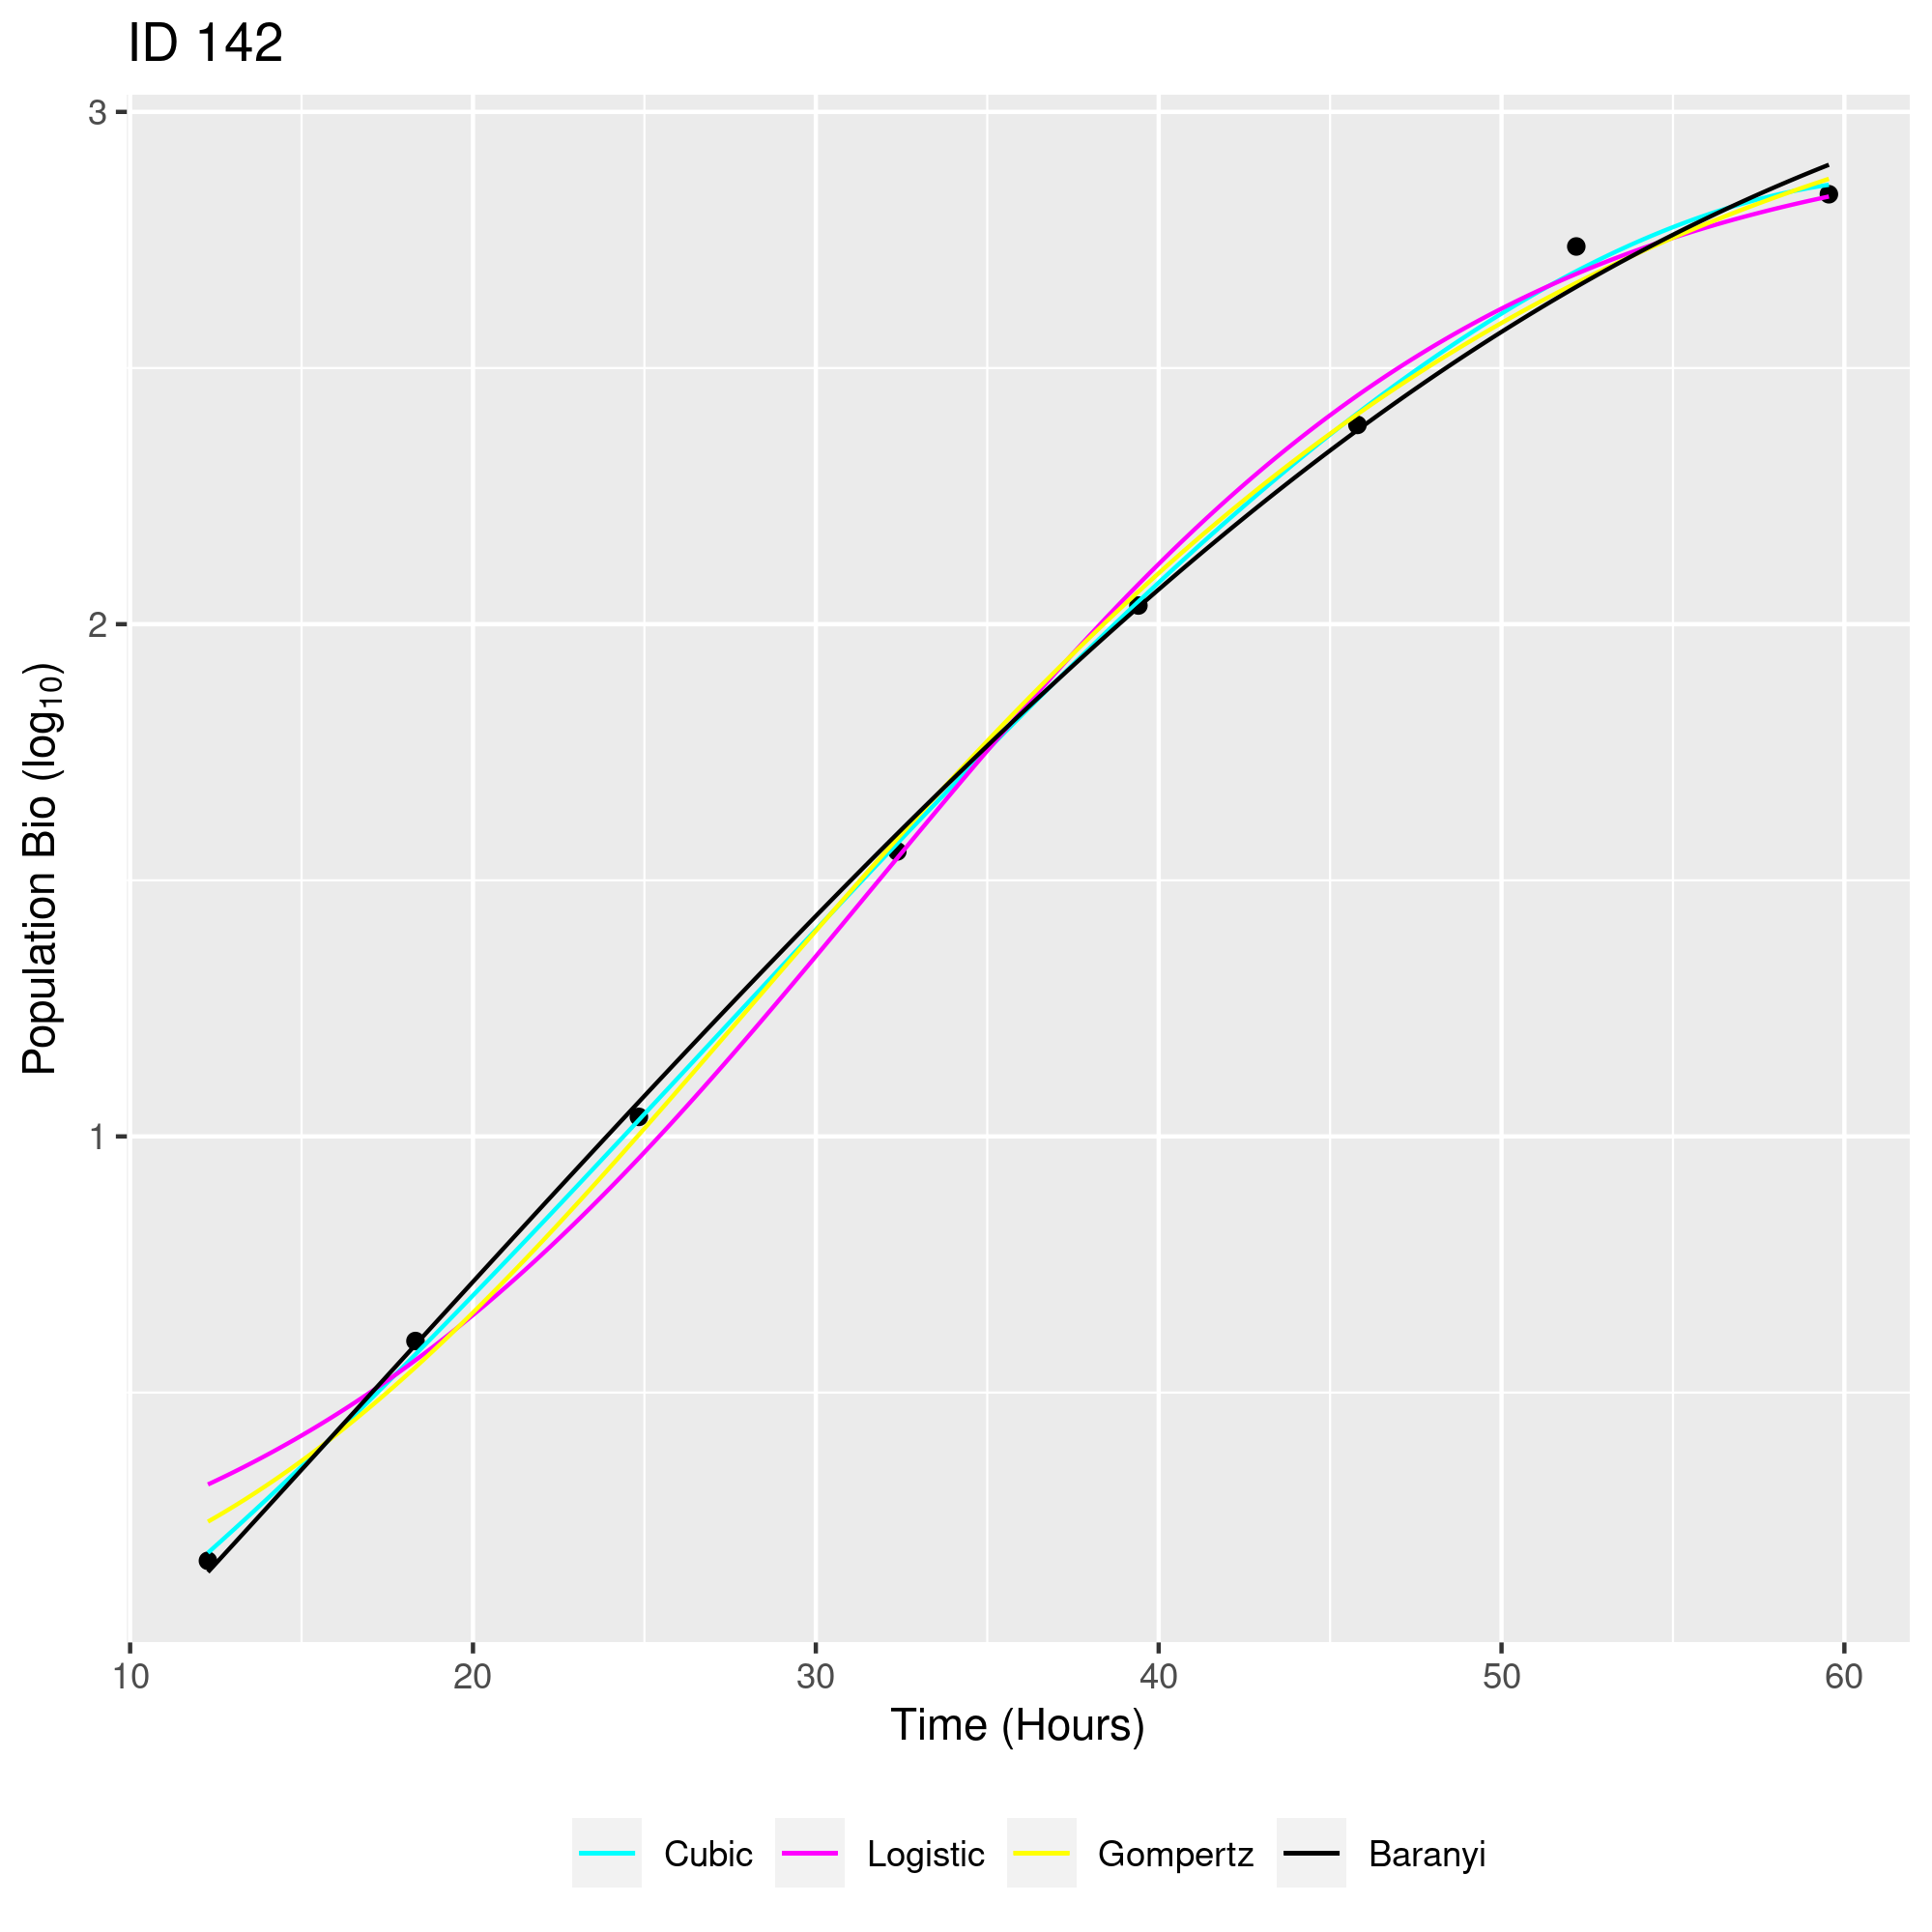 ID 142
3
2
1
Population Bio (log₁₀)
10 20 30 40 50 60
Time (Hours)
Cubic Logistic Gompertz Baranyi